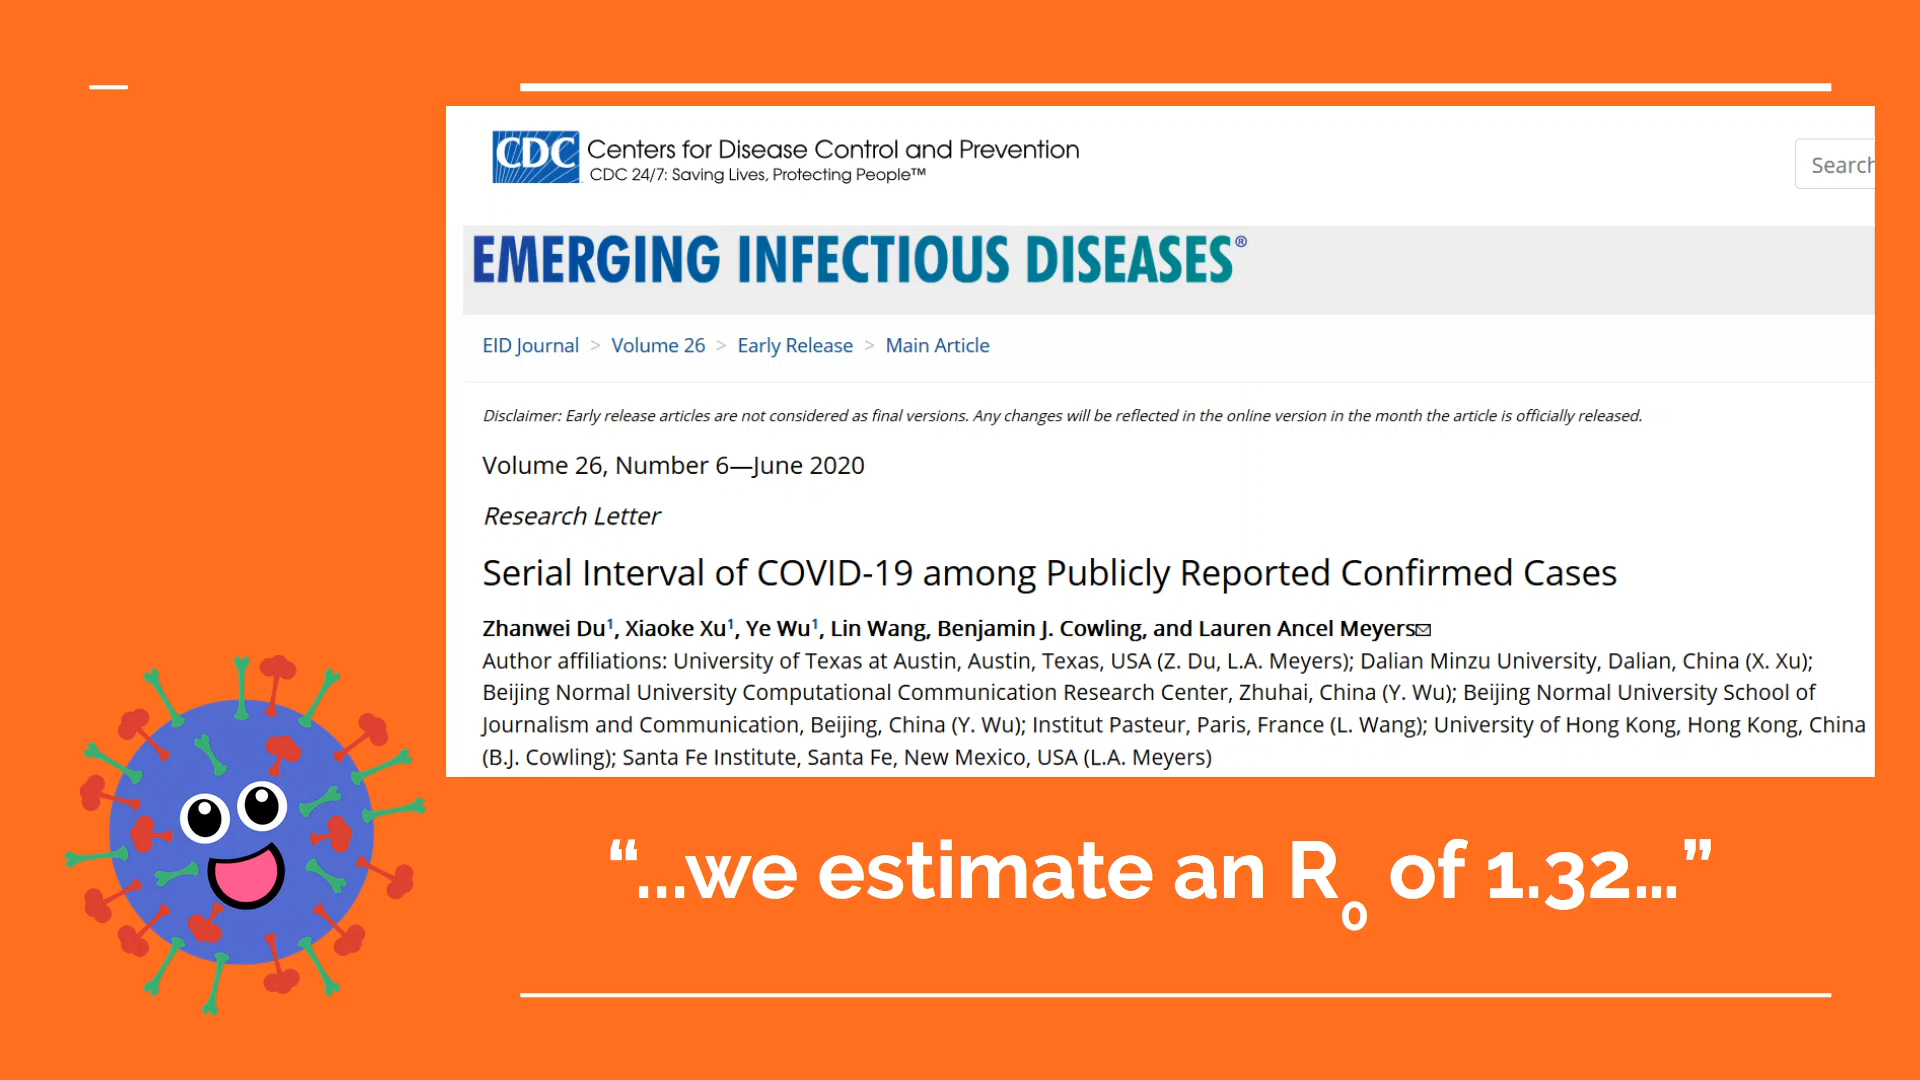 CDC Centers for Disease Control and Prevention
CDC 24/7: Saving Lives, Protecting People™
Search
EMERGING INFECTIOUS DISEASES®
EID Journal > Volume 26 > Early Release > Main Article
Disclaimer: Early release articles are not considered as final versions. Any changes will be reflected in the online version in the month the article is officially released.
Volume 26, Number 6—June 2020
Research Letter
Serial Interval of COVID-19 among Publicly Reported Confirmed Cases
Zhanwei Du¹, Xiaoke Xu¹, Ye Wu¹, Lin Wang, Benjamin J. Cowling, and Lauren Ancel Meyers
Author affiliations: University of Texas at Austin, Austin, Texas, USA (Z. Du, L.A. Meyers); Dalian Minzu University, Dalian, China (X. Xu);
Beijing Normal University Computational Communication Research Center, Zhuhai, China (Y. Wu); Beijing Normal University School of
Journalism and Communication, Beijing, China (Y. Wu); Institut Pasteur, Paris, France (L. Wang); University of Hong Kong, Hong Kong, China
(B.J. Cowling); Santa Fe Institute, Santa Fe, New Mexico, USA (L.A. Meyers)
“...we estimate an R₀ of 1.32...”